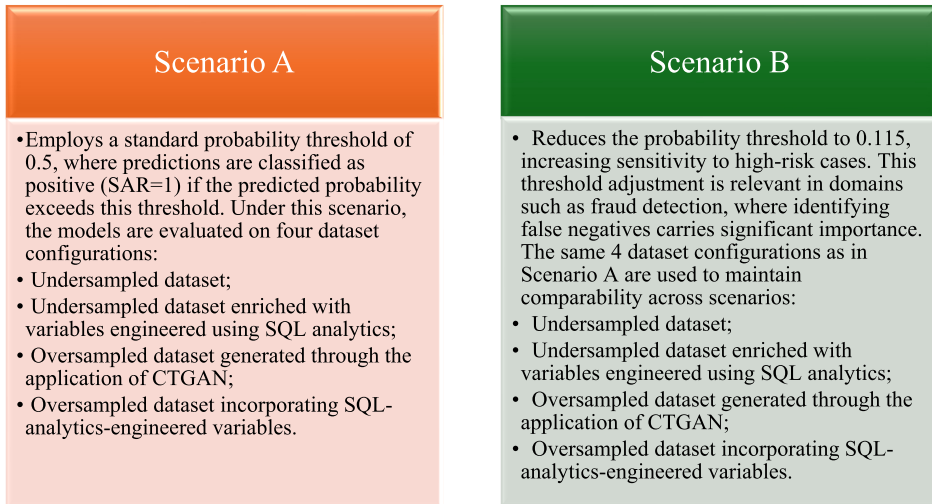 Scenario A
•Employs a standard probability threshold of
0.5, where predictions are classified as
positive (SAR=1) if the predicted probability
exceeds this threshold. Under this scenario,
the models are evaluated on four dataset
configurations:
• Undersampled dataset;
• Undersampled dataset enriched with
variables engineered using SQL analytics;
• Oversampled dataset generated through the
application of CTGAN;
• Oversampled dataset incorporating SQL-
analytics-engineered variables.
Scenario B
• Reduces the probability threshold to 0.115,
increasing sensitivity to high-risk cases. This
threshold adjustment is relevant in domains
such as fraud detection, where identifying
false negatives carries significant importance.
The same 4 dataset configurations as in
Scenario A are used to maintain
comparability across scenarios:
• Undersampled dataset;
• Undersampled dataset enriched with
variables engineered using SQL analytics;
• Oversampled dataset generated through the
application of CTGAN;
• Oversampled dataset incorporating SQL-
analytics-engineered variables.